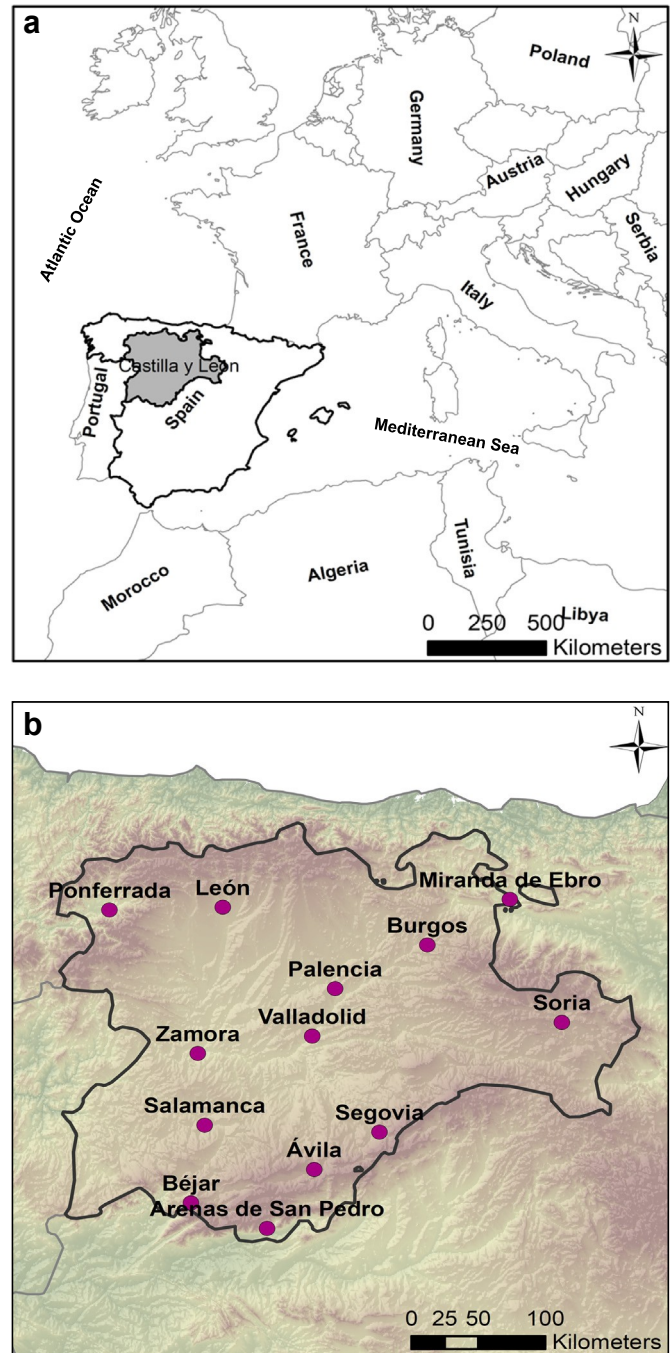 a
N
Poland
Germany
Austria
Hungary
Serbia
Atlantic Ocean
France
Italy
Castilla y León
Portugal
Spain
Mediterranean Sea
Tunisia
Algeria
Morocco
Libya
0 250 500
Kilometers
b
N
Ponferrada
León
Miranda de Ebro
Burgos
Palencia
Soria
Valladolid
Zamora
Salamanca
Segovia
Ávila
Béjar
Arenas de San Pedro
0 25 50 100
Kilometers